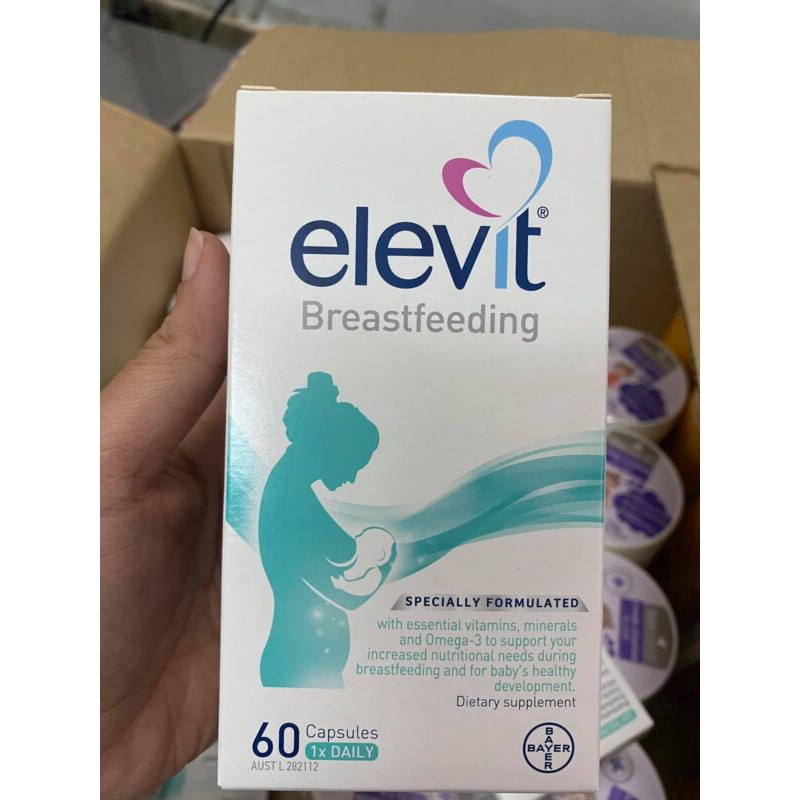 elevit®
Breastfeeding
SPECIALLY FORMULATED
with essential vitamins, minerals
and Omega-3 to support your
increased nutritional needs during
breastfeeding and for baby's healthy
development.
Dietary supplement
60 Capsules
1x DAILY
AUST L 282112
BAYER
BAYER